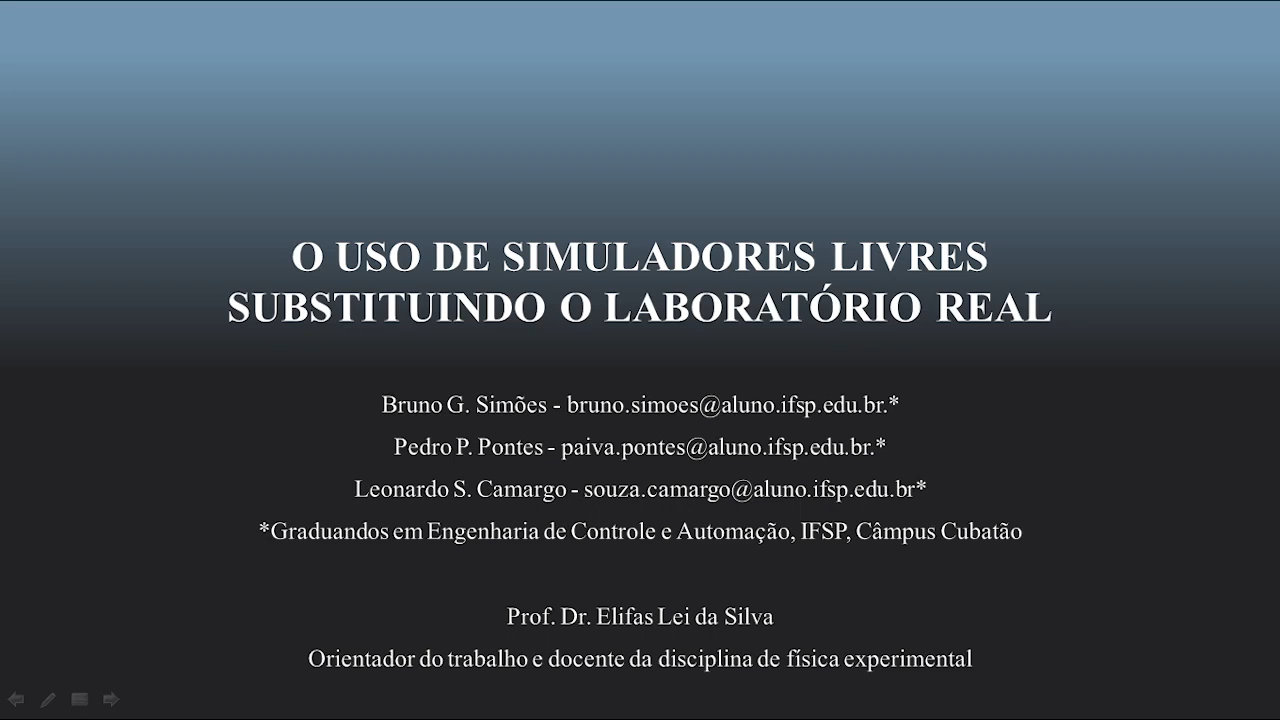 O USO DE SIMULADORES LIVRES
SUBSTITUINDO O LABORATÓRIO REAL
Bruno G. Simões - bruno.simoes@aluno.ifsp.edu.br.*
Pedro P. Pontes - paiva.pontes@aluno.ifsp.edu.br.*
Leonardo S. Camargo - souza.camargo@aluno.ifsp.edu.br*
*Graduandos em Engenharia de Controle e Automação, IFSP, Câmpus Cubatão
Prof. Dr. Elifas Lei da Silva
Orientador do trabalho e docente da disciplina de física experimental